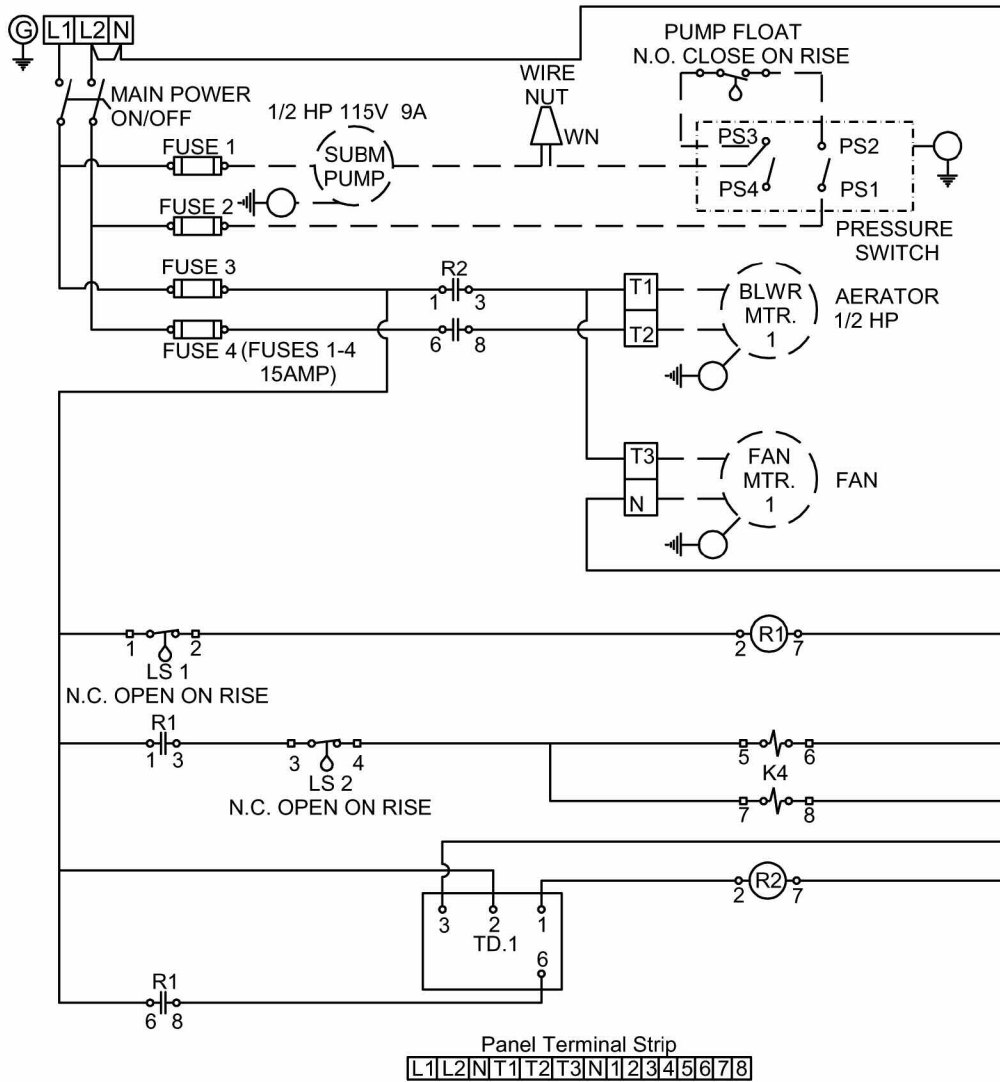 G L1 L2 N
PUMP FLOAT
N.O. CLOSE ON RISE
WIRE
NUT
WN
MAIN POWER
ON/OFF
1/2 HP 115V 9A
FUSE 1
SUBM
PUMP
PS3
PS2
PS4
PS1
FUSE 2
PRESSURE
SWITCH
FUSE 3
R2
1 3
T1
BLWR
MTR.
1
AERATOR
1/2 HP
T2
6 8
FUSE 4 (FUSES 1-4
15AMP)
T3
FAN
MTR.
1
FAN
N
1 2
LS 1
N.C. OPEN ON RISE
R1
2 7
R1
1 3
3 4
LS 2
N.C. OPEN ON RISE
5 6
K4
7 8
R2
2 7
3 2 1
TD.1
6
R1
6 8
Panel Terminal Strip
L1 L2 N T1 T2 T3 N 1 2 3 4 5 6 7 8